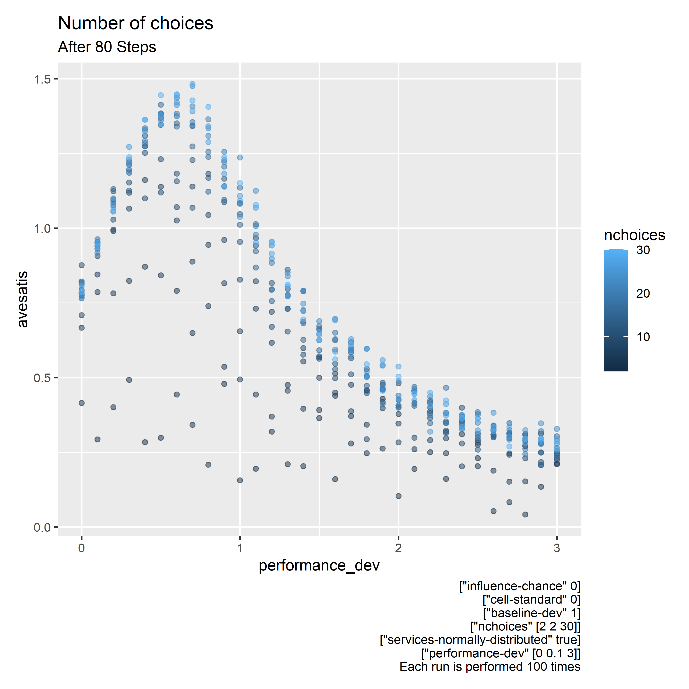 Number of choices
After 80 Steps
1.5
1.0
0.5
0.0
avesatis
0
1
2
3
performance_dev
nchoices
30
20
10
["influence-chance" 0]
["cell-standard" 0]
["baseline-dev" 1]
["nchoices" [2 2 30]]
["services-normally-distributed" true]
["performance-dev" [0 0.1 3]]
Each run is performed 100 times